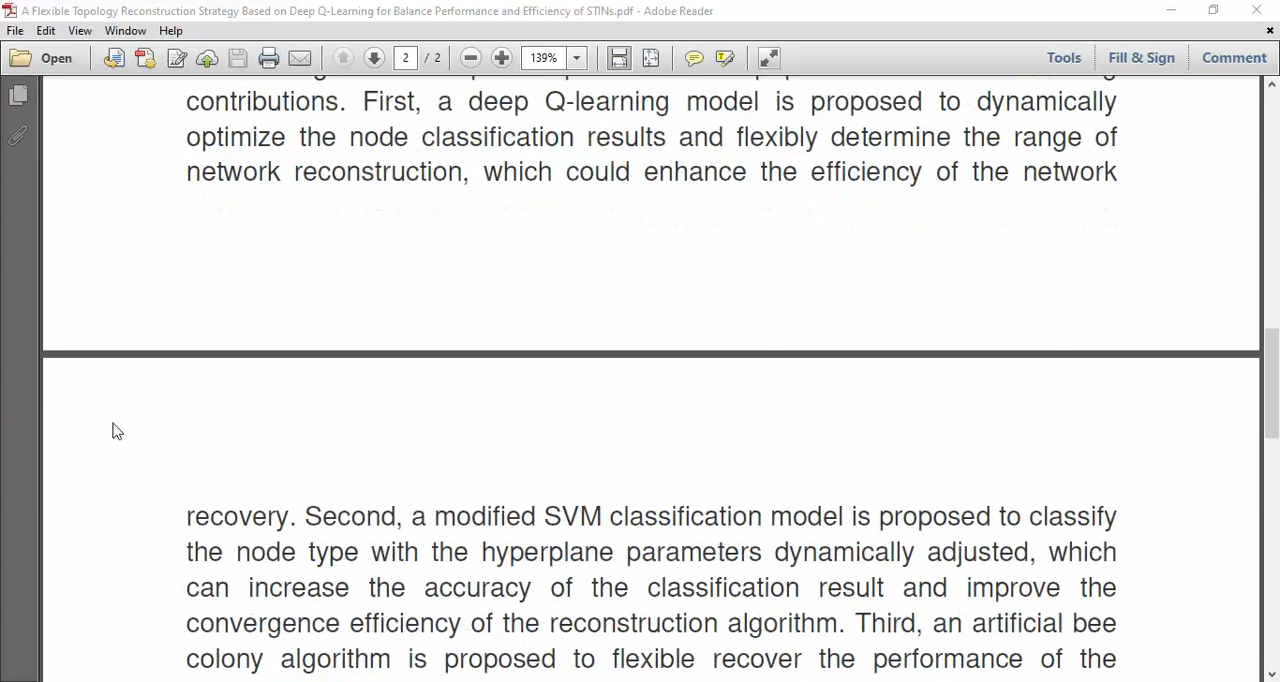 A Flexible Topology Reconstruction Strategy Based on Deep Q-Learning for Balance Performance and Efficiency of STINs.pdf - Adobe Reader
File Edit View Window Help
Open 2 / 2 139% Tools Fill & Sign Comment
contributions. First, a deep Q-learning model is proposed to dynamically
optimize the node classification results and flexibly determine the range of
network reconstruction, which could enhance the efficiency of the network
recovery. Second, a modified SVM classification model is proposed to classify
the node type with the hyperplane parameters dynamically adjusted, which
can increase the accuracy of the classification result and improve the
convergence efficiency of the reconstruction algorithm. Third, an artificial bee
colony algorithm is proposed to flexible recover the performance of the